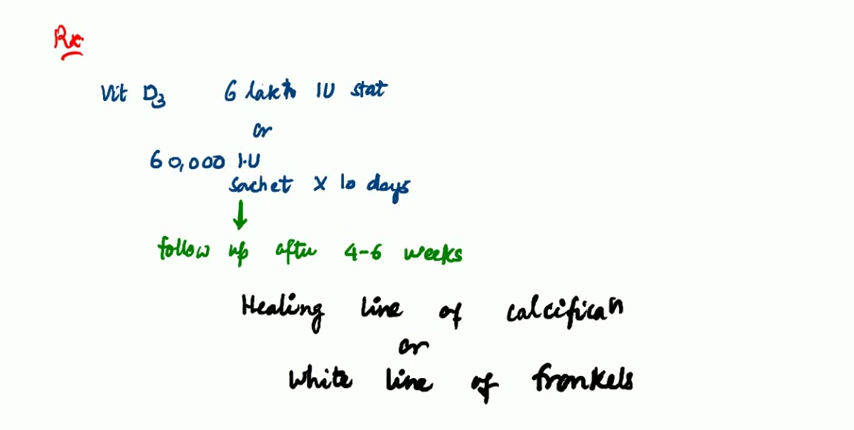 Rx
Vit D3 6 lakh IU stat
or
60,000 I.U
sachet x 10 days
follow up after 4-6 weeks
Healing line of calcifican
or
White line of frankels